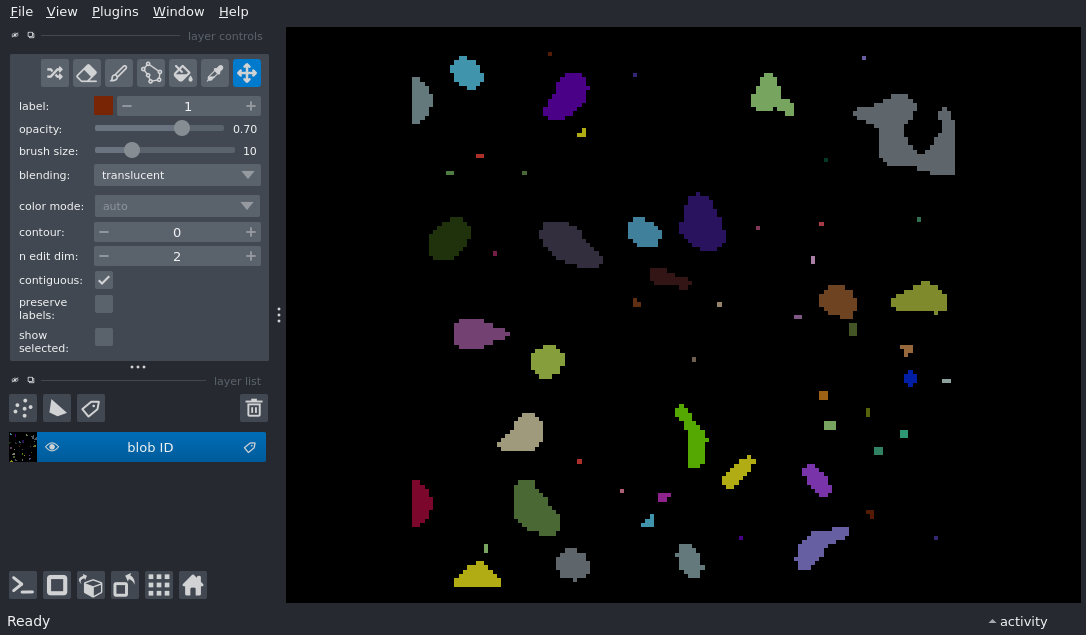 File View Plugins Window Help
layer controls
label: 1
opacity: 0.70
brush size: 10
blending: translucent
color mode: auto
contour: 0
n edit dim: 2
contiguous:
preserve
labels:
show
selected:
layer list
blob ID
Ready
activity